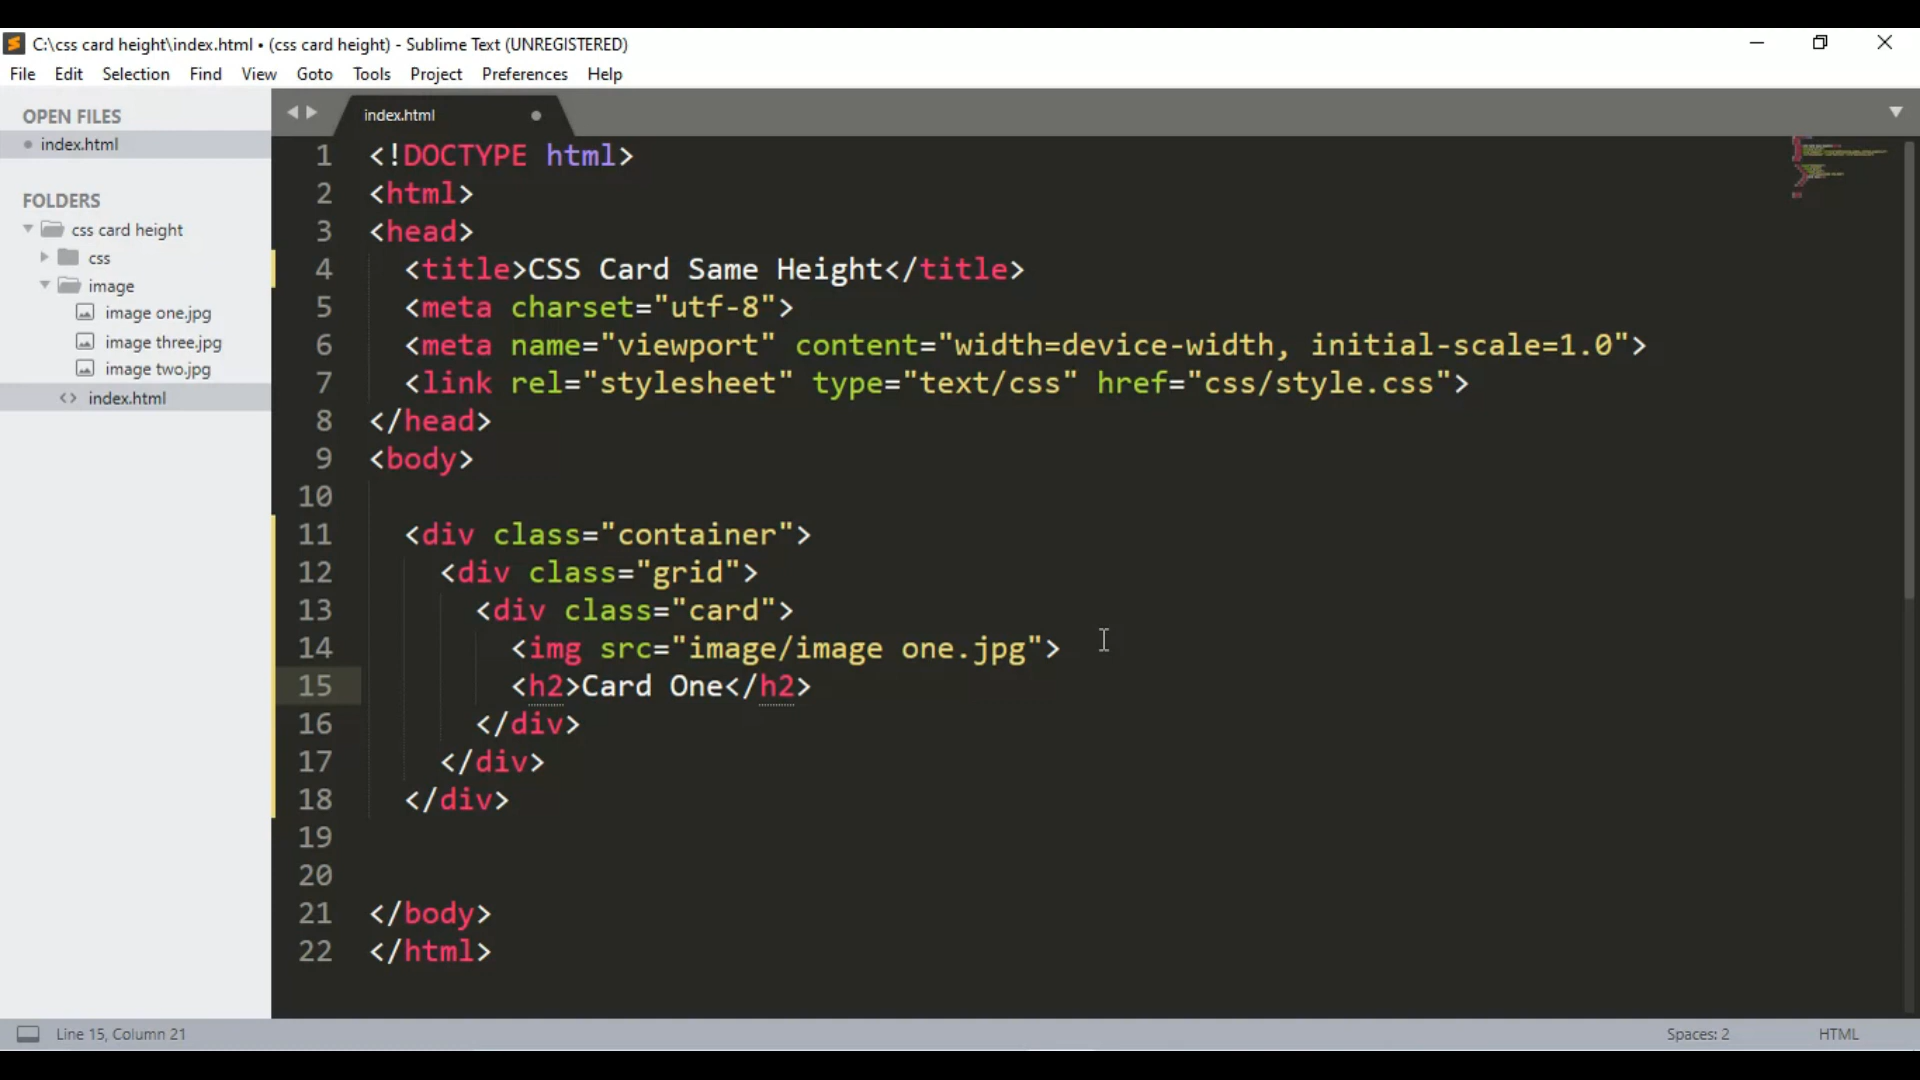 C:\css card height\index.html • (css card height) - Sublime Text (UNREGISTERED)
File Edit Selection Find View Goto Tools Project Preferences Help
OPEN FILES
index.html
FOLDERS
css card height
css
image
image one.jpg
image three.jpg
image two.jpg
<> index.html
index.html
1 <!DOCTYPE html>
2 <html>
3 <head>
4   <title>CSS Card Same Height</title>
5   <meta charset="utf-8">
6   <meta name="viewport" content="width=device-width, initial-scale=1.0">
7   <link rel="stylesheet" type="text/css" href="css/style.css">
8 </head>
9 <body>
10
11   <div class="container">
12     <div class="grid">
13       <div class="card">
14         <img src="image/image one.jpg">
15         <h2>Card One</h2>
16       </div>
17     </div>
18   </div>
19
20
21 </body>
22 </html>
Line 15, Column 21 Spaces: 2 HTML